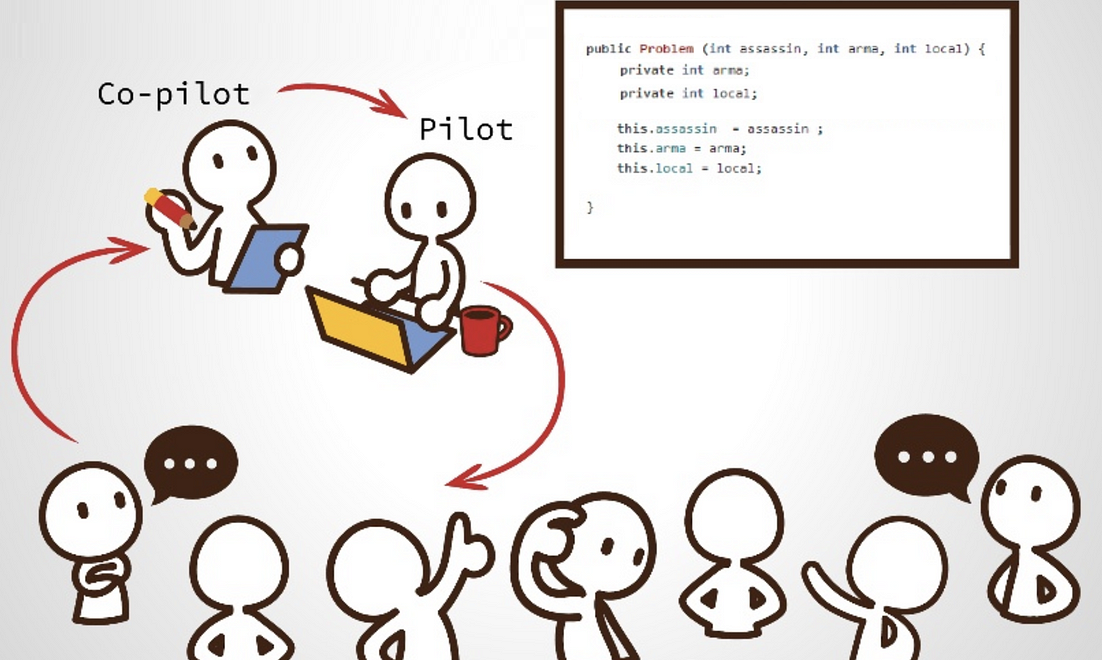 Co-pilot
Pilot
public Problem (int assassin, int arma, int local) {
private int arma;
private int local;
this.assassin = assassin ;
this.arma = arma;
this.local = local;
}